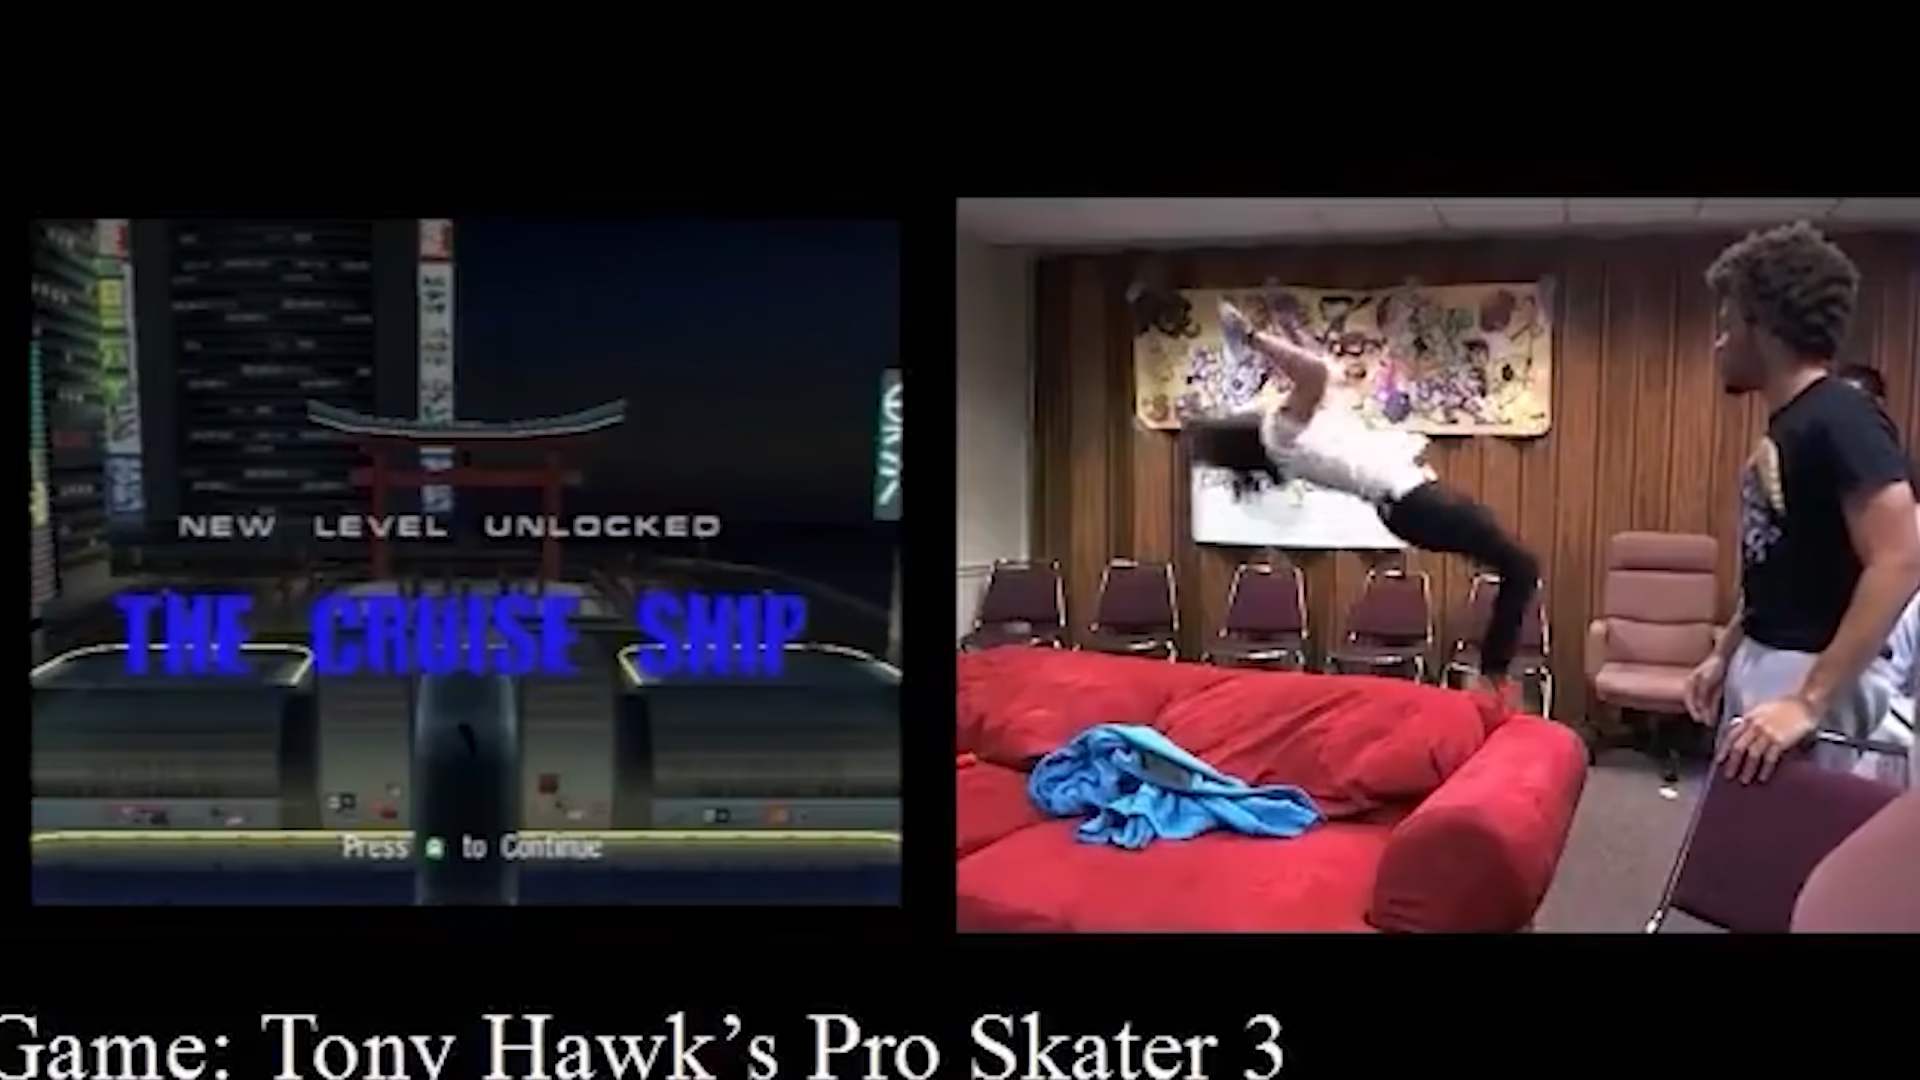 NEW LEVEL UNLOCKED
THE CRUISE SHIP
Press A to Continue
Game: Tony Hawk's Pro Skater 3